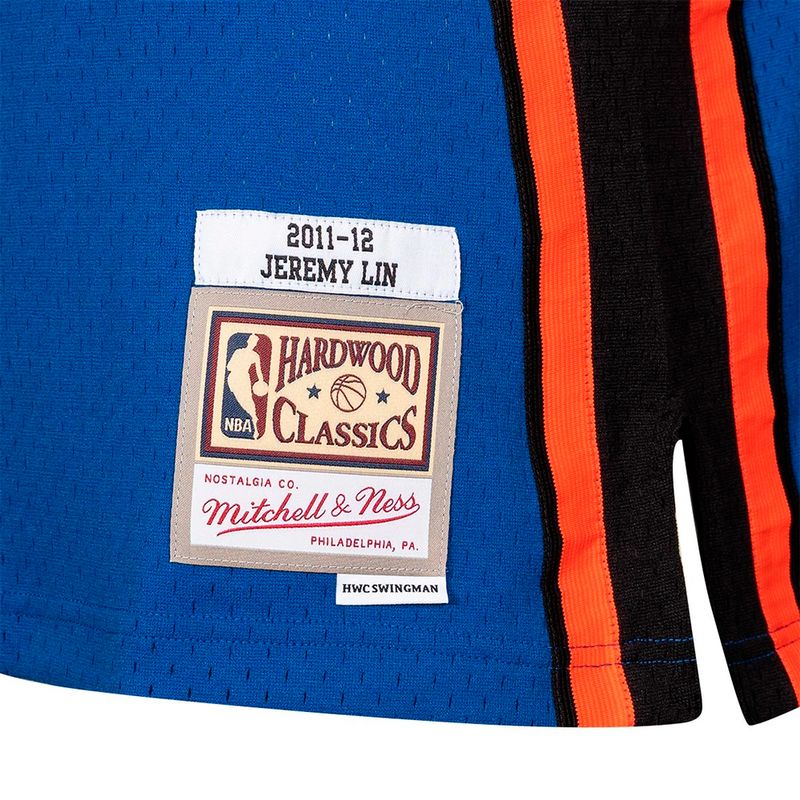 2011-12
JEREMY LIN
HARDWOOD
NBA
CLASSICS
NOSTALGIA CO.
Mitchell & Ness
PHILADELPHIA, PA.
HWC SWINGMAN